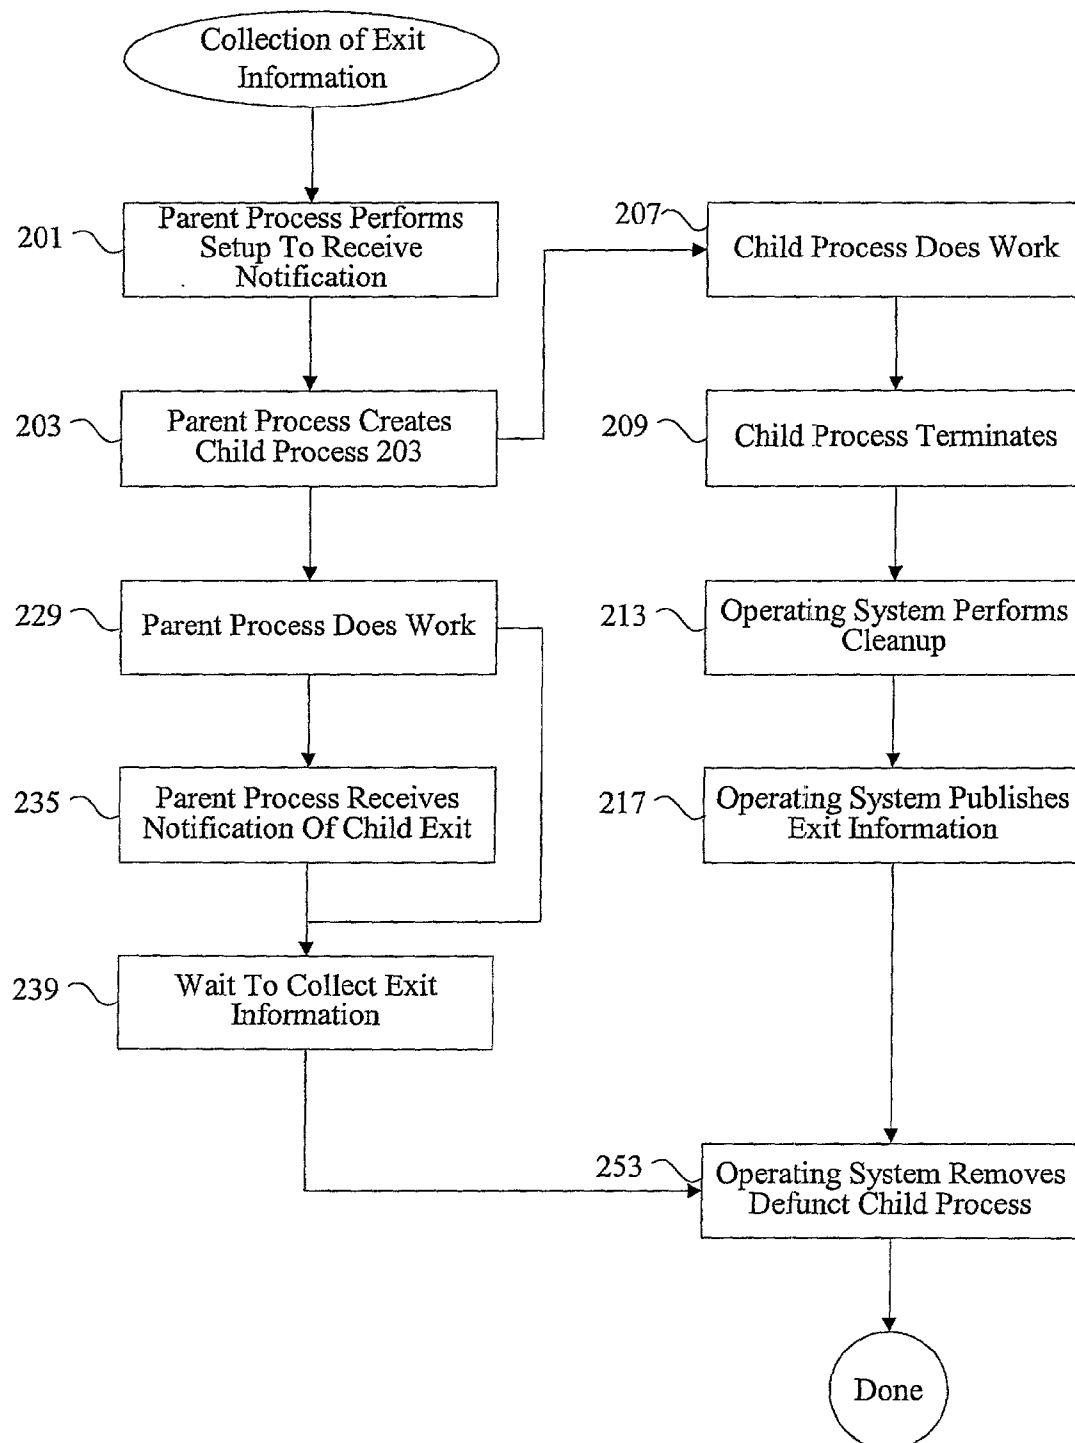 Collection of Exit
Information
201
Parent Process Performs
Setup To Receive
Notification
207
Child Process Does Work
203
Parent Process Creates
Child Process 203
209
Child Process Terminates
229
Parent Process Does Work
213
Operating System Performs
Cleanup
235
Parent Process Receives
Notification Of Child Exit
217
Operating System Publishes
Exit Information
239
Wait To Collect Exit
Information
253
Operating System Removes
Defunct Child Process
Done